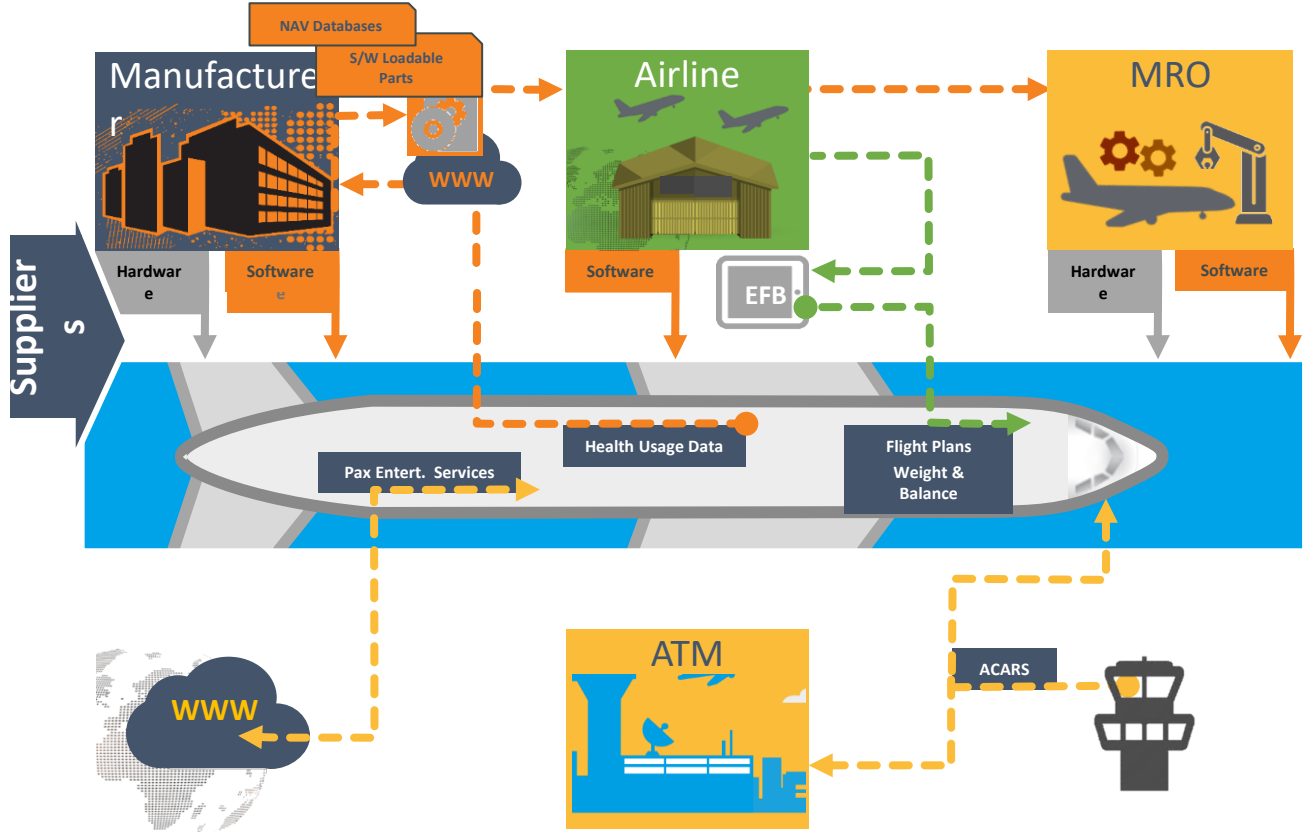 NAV Databases
S/W Loadable
Parts
Manufacture
r
Airline
MRO
WWW
Supplier
s
Hardwar
e
Software
e
Software
EFB
Hardwar
e
Software
Health Usage Data
Flight Plans
Weight &
Balance
Pax Entert. Services
WWW
ATM
ACARS